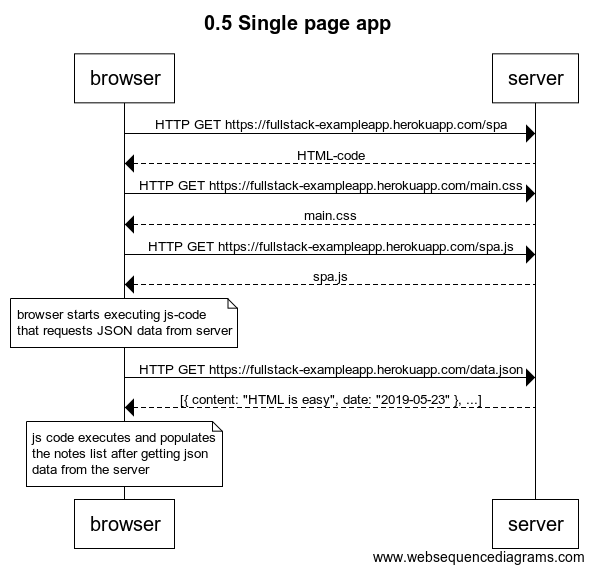 0.5 Single page app
browser
server
HTTP GET https://fullstack-exampleapp.herokuapp.com/spa
HTML-code
HTTP GET https://fullstack-exampleapp.herokuapp.com/main.css
main.css
HTTP GET https://fullstack-exampleapp.herokuapp.com/spa.js
spa.js
browser starts executing js-code
that requests JSON data from server
HTTP GET https://fullstack-exampleapp.herokuapp.com/data.json
[{ content: "HTML is easy", date: "2019-05-23" }, ...]
js code executes and populates
the notes list after getting json
data from the server
browser
server
www.websequencediagrams.com